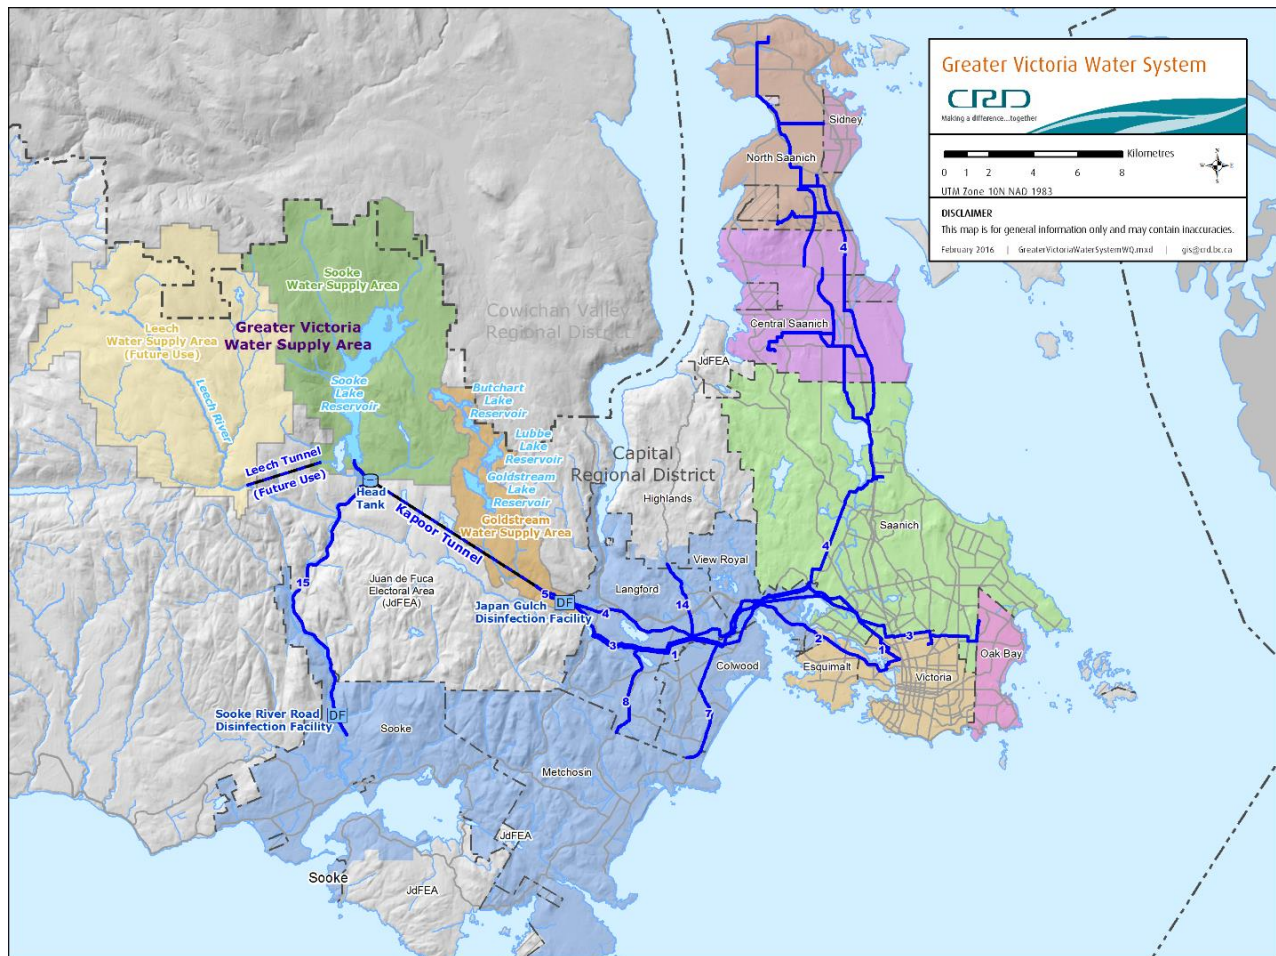 Greater Victoria Water System
CRD
Making a difference...together
Kilometres
0 1 2 4 6 8
UTM Zone 10N NAD 1983
N
W E
S
DISCLAIMER
This map is for general information only and may contain inaccuracies.
February 2016 | GreaterVictoriaWaterSystemWQ.mxd | gis@crd.bc.ca
Sidney
North Saanich
4
Sooke
Water Supply Area
Cowichan Valley
Regional District
Central Saanich
Leech
Water Supply Area
(Future Use)
Greater Victoria
Water Supply Area
JdFEA
Sooke
Lake
Reservoir
Butchart
Lake
Reservoir
Leech River
Lubbe
Lake
Reservoir
Capital
Regional District
Leech Tunnel
(Future Use)
Goldstream
Lake
Reservoir
Highlands
Head
Tank
Kapoor Tunnel
Goldstream
Water Supply Area
Saanich
4
View Royal
15
Juan de Fuca
Electoral Area
(JdFEA)
Langford
14
5
DF
Japan Gulch
Disinfection Facility
4
3
1
2
1
3
Oak Bay
Colwood
Esquimalt
Victoria
8
7
Sooke River Road
Disinfection Facility
DF
Sooke
Metchosin
JdFEA
Sooke
JdFEA